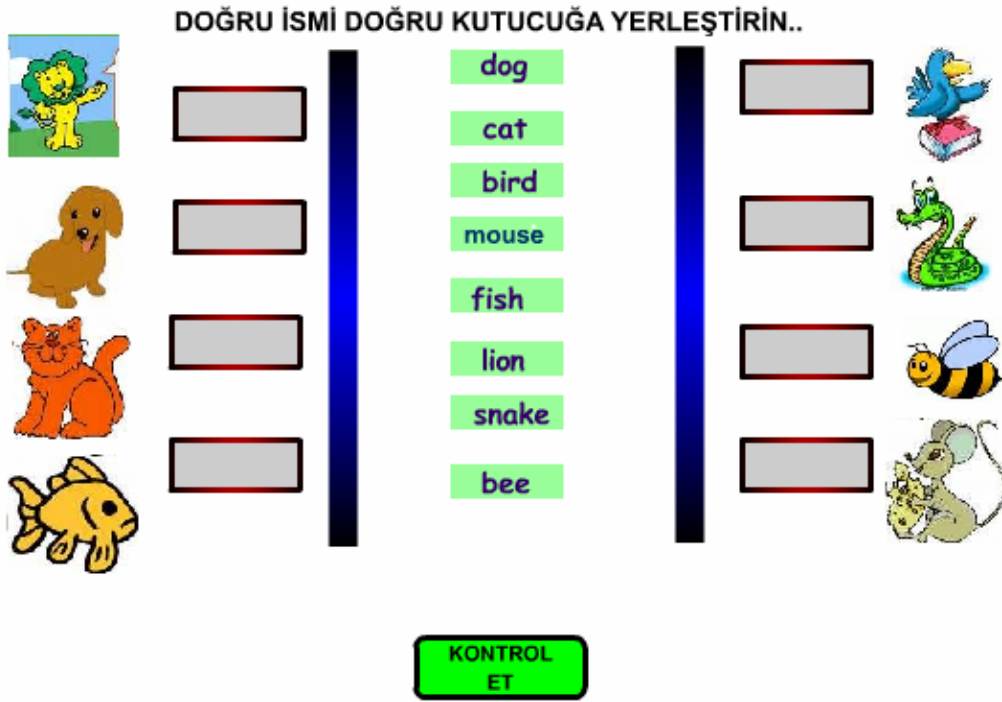 DOĞRU İSMİ DOĞRU KUTUCUĞA YERLEŞTİRİN..
dog
cat
bird
mouse
fish
lion
snake
bee
KONTROL
ET